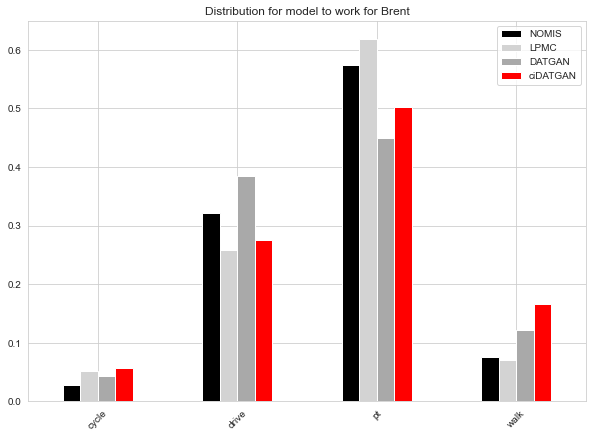 Distribution for model to work for Brent
NOMIS
LPMC
DATGAN
ciDATGAN
0.6
0.5
0.4
0.3
0.2
0.1
0.0
cycle
drive
pt
walk